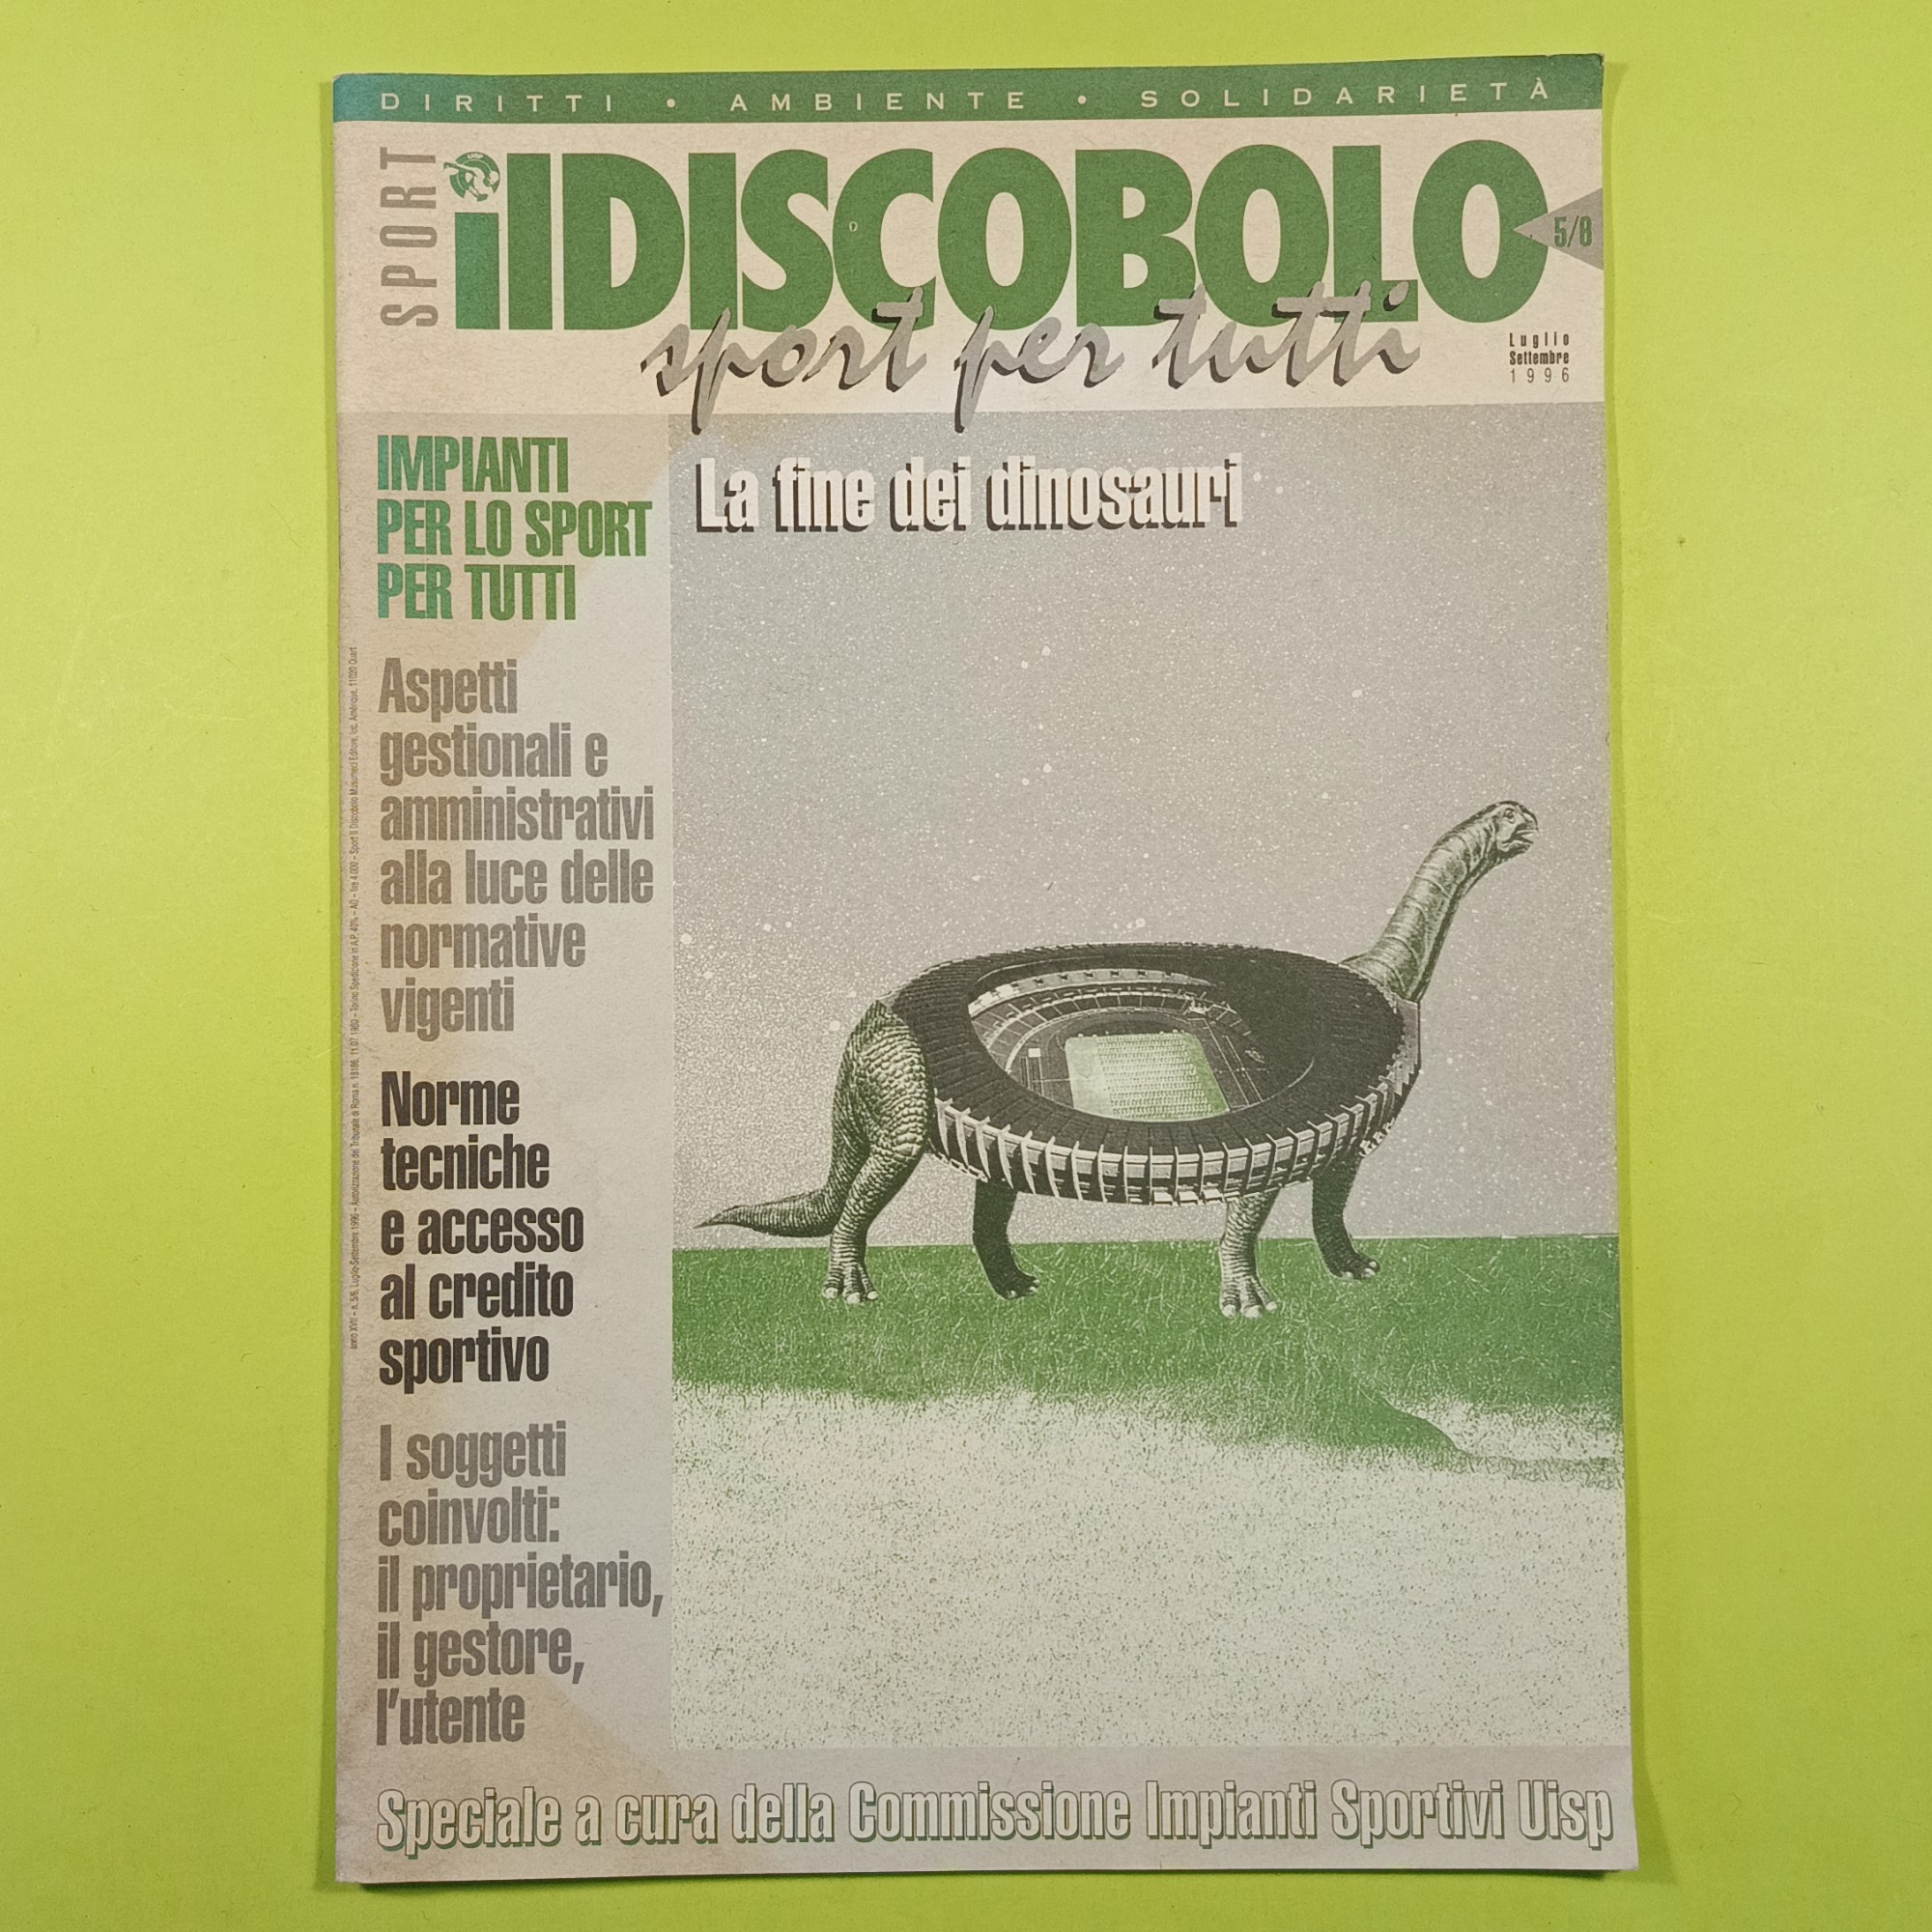 DIRITTI • AMBIENTE • SOLIDARIETÀ
SPORT
UISP
ilDISCOBOLO
5/8
sport per tutti
Luglio
Settembre
1996
IMPIANTI
PER LO SPORT
PER TUTTI
La fine dei dinosauri
Aspetti
gestionali e
amministrativi
alla luce delle
normative
vigenti
Norme
tecniche
e accesso
al credito
sportivo
I soggetti
coinvolti:
il proprietario,
il gestore,
l'utente
Speciale a cura della Commissione Impianti Sportivi Uisp